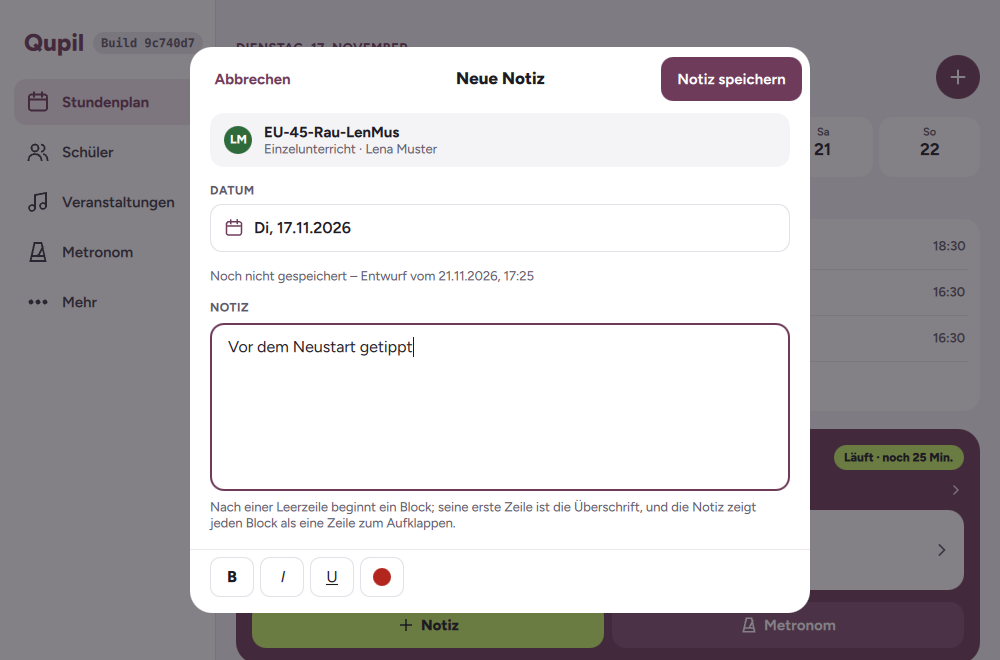 Qupil
Build 9c740d7
Stundenplan
Schüler
Veranstaltungen
Metronom
Mehr
DIENSTAG, 17. NOVEMBER
Sa
21
So
22
18:30
16:30
16:30
Läuft · noch 25 Min.
Abbrechen
Neue Notiz
Notiz speichern
LM
EU-45-Rau-LenMus
Einzelunterricht · Lena Muster
DATUM
Di, 17.11.2026
Noch nicht gespeichert – Entwurf vom 21.11.2026, 17:25
NOTIZ
Vor dem Neustart getippt
Nach einer Leerzeile beginnt ein Block; seine erste Zeile ist die Überschrift, und die Notiz zeigt
jeden Block als eine Zeile zum Aufklappen.
B
I
U
Notiz
Metronom